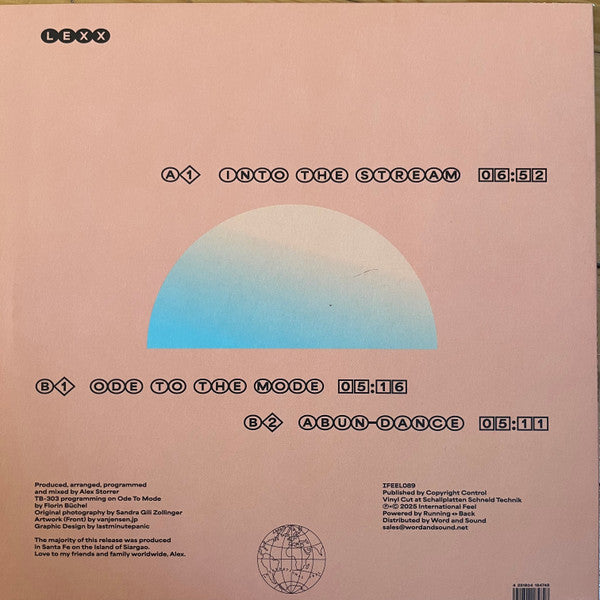 LEXX
A1 INTO THE STREAM 06:52
B1 ODE TO THE MODE 05:16
B2 ABUN-DANCE 05:11
Produced, arranged, programmed
and mixed by Alex Storrer
TB-303 programming on Ode To Mode
by Florin Büchel
Original photography by Sandra Gili Zollinger
Artwork (Front) by vanjensen.jp
Graphic Design by lastminutepanic
The majority of this release was produced
in Santa Fe on the Island of Siargao.
Love to my friends and family worldwide, Alex.
IFEEL089
Published by Copyright Control
Vinyl Cut at Schallplatten Schneid Technik
℗+© 2025 International Feel
Powered by Running ↔ Back
Distributed by Word and Sound
sales@wordandsound.net